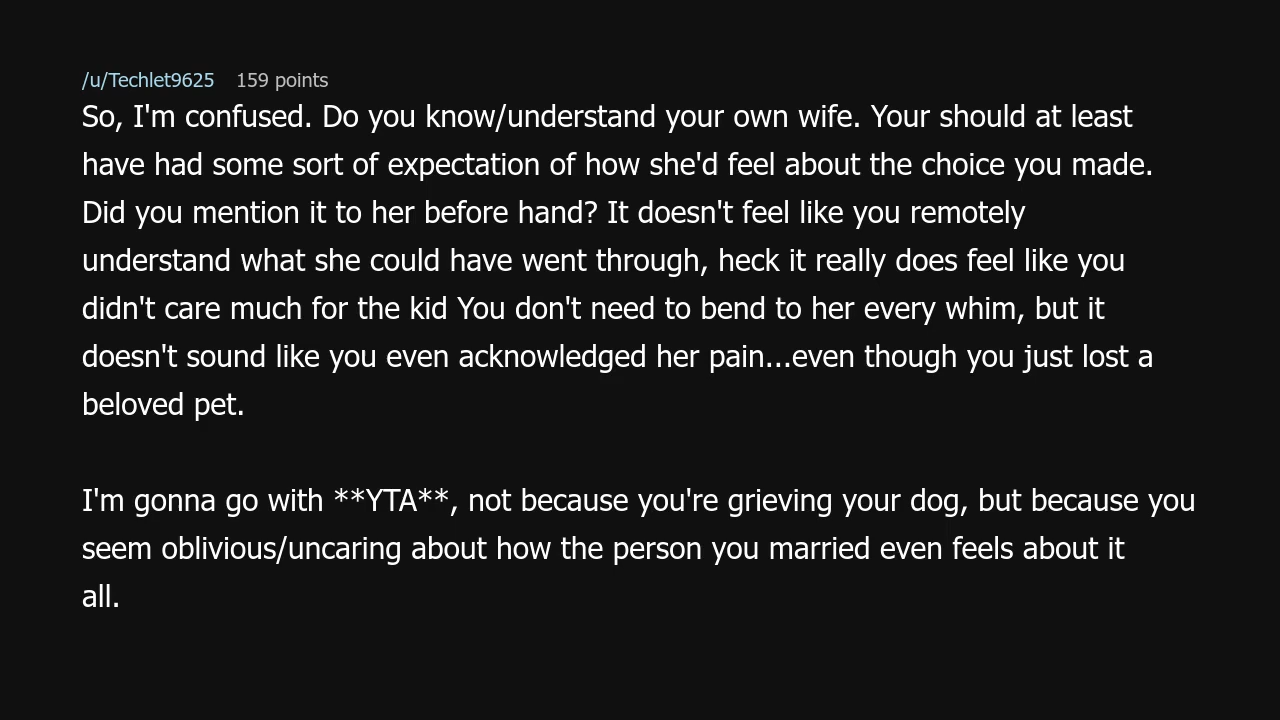 /u/Techlet9625 159 points
So, I'm confused. Do you know/understand your own wife. Your should at least
have had some sort of expectation of how she'd feel about the choice you made.
Did you mention it to her before hand? It doesn't feel like you remotely
understand what she could have went through, heck it really does feel like you
didn't care much for the kid You don't need to bend to her every whim, but it
doesn't sound like you even acknowledged her pain...even though you just lost a
beloved pet.
I'm gonna go with **YTA**, not because you're grieving your dog, but because you
seem oblivious/uncaring about how the person you married even feels about it
all.